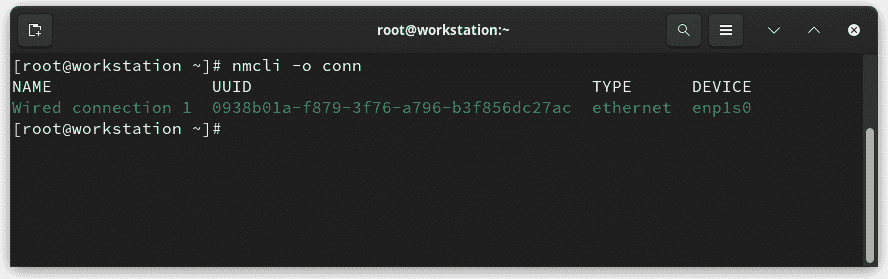 root@workstation:~
[root@workstation ~]# nmcli -o conn
NAME                UUID                                  TYPE      DEVICE
Wired connection 1  0938b01a-f879-3f76-a796-b3f856dc27ac  ethernet  enp1s0
[root@workstation ~]#